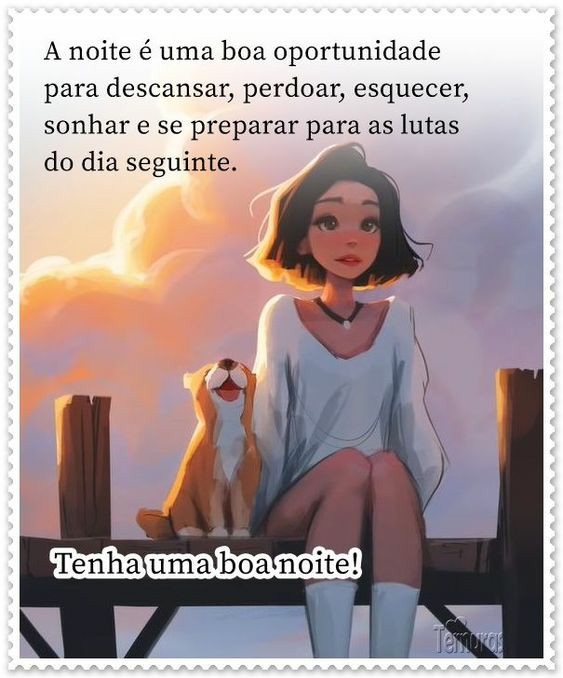 A noite é uma boa oportunidade
para descansar, perdoar, esquecer,
sonhar e se preparar para as lutas
do dia seguinte.
Tenha uma boa noite!
Ternuras